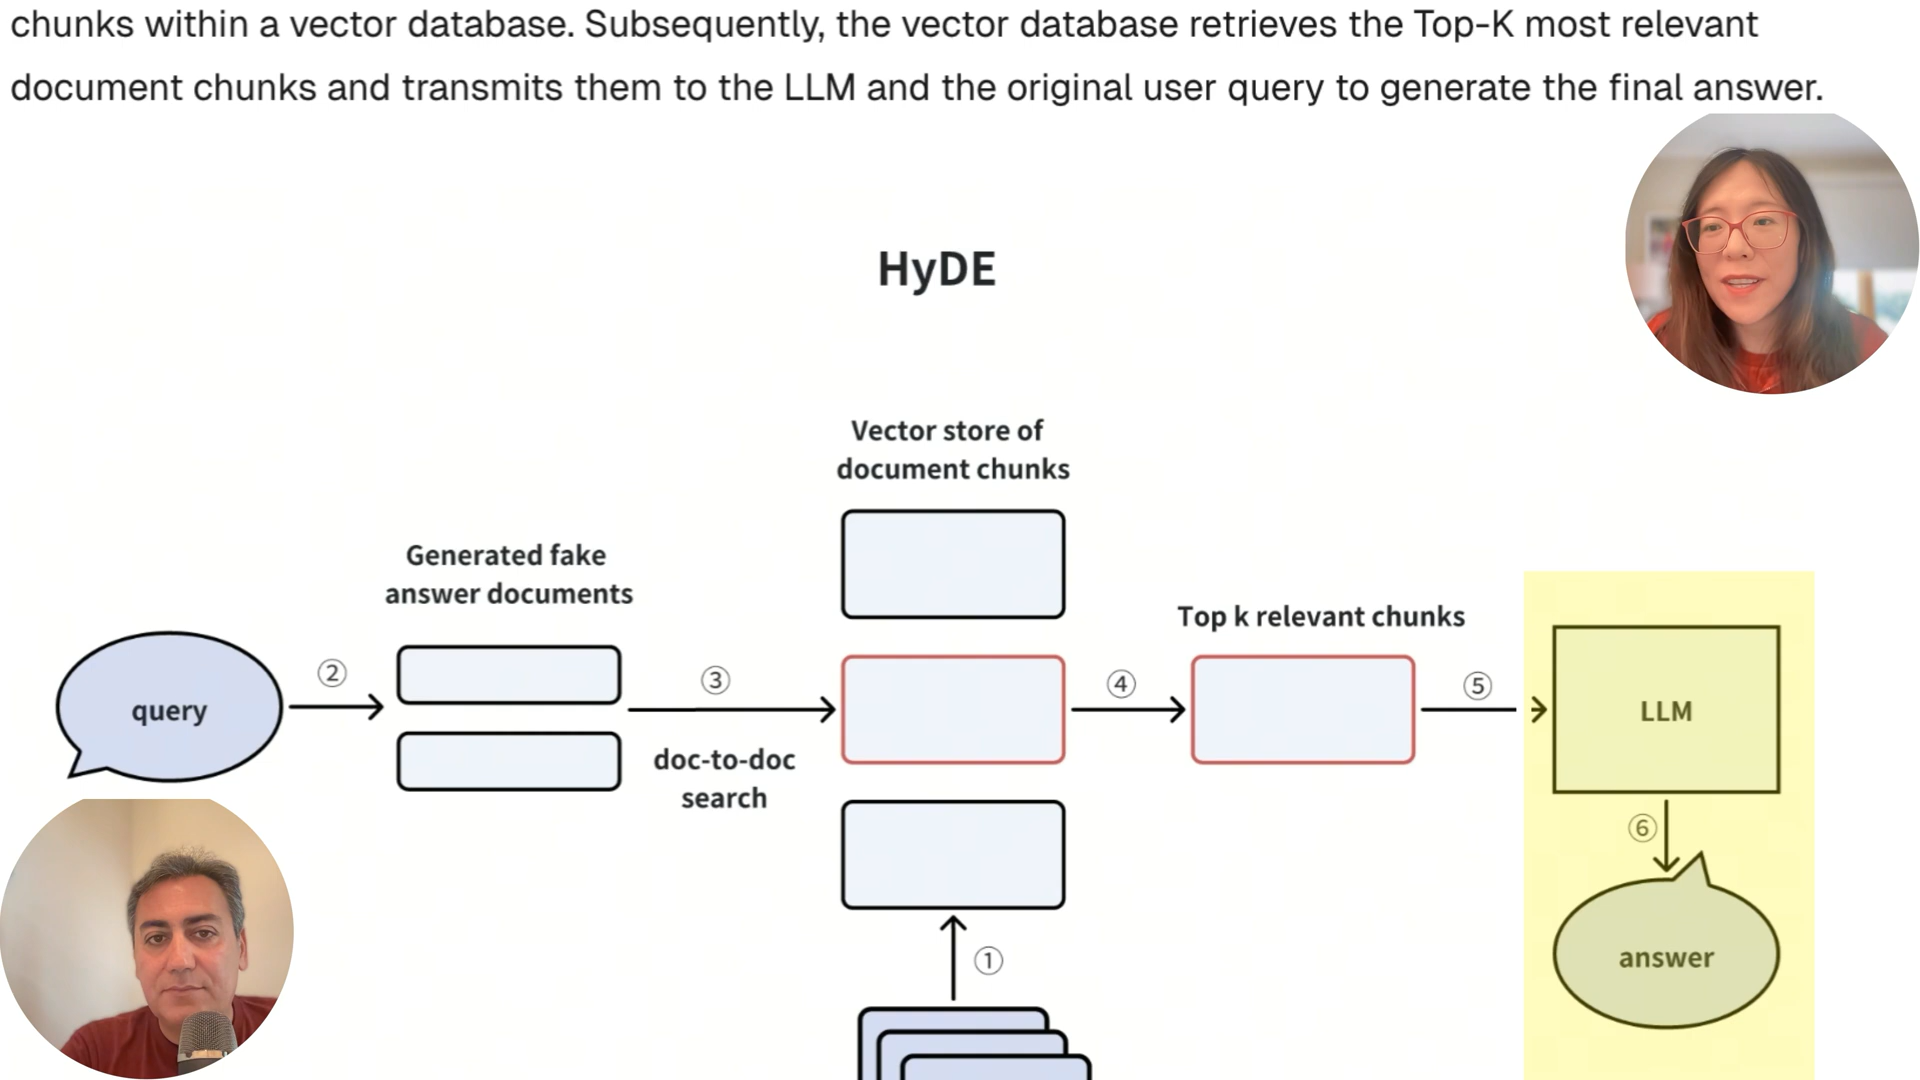 chunks within a vector database. Subsequently, the vector database retrieves the Top-K most relevant
document chunks and transmits them to the LLM and the original user query to generate the final answer.
HyDE
Vector store of
document chunks
Generated fake
answer documents
Top k relevant chunks
query
②
③
④
⑤
LLM
doc-to-doc
search
⑥
①
answer